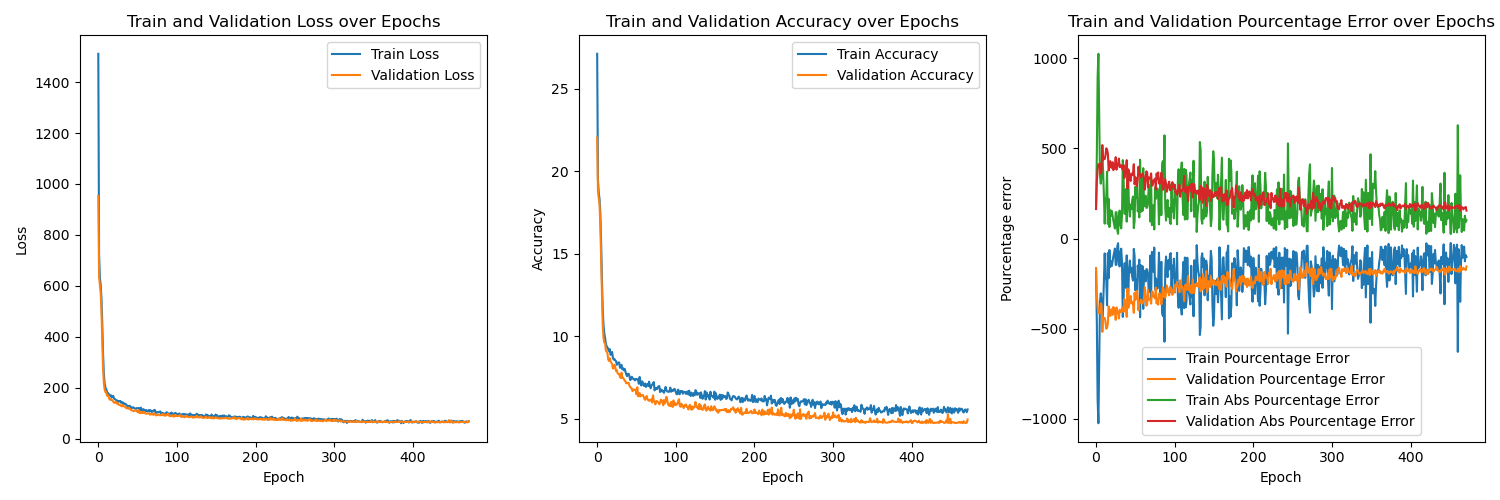 Train and Validation Loss over Epochs
Loss
1400
1200
1000
800
600
400
200
0
0 100 200 300 400
Epoch
Train Loss
Validation Loss
Train and Validation Accuracy over Epochs
Accuracy
25
20
15
10
5
0 100 200 300 400
Epoch
Train Accuracy
Validation Accuracy
Train and Validation Pourcentage Error over Epochs
Pourcentage error
1000
500
0
−500
−1000
0 100 200 300 400
Epoch
Train Pourcentage Error
Validation Pourcentage Error
Train Abs Pourcentage Error
Validation Abs Pourcentage Error